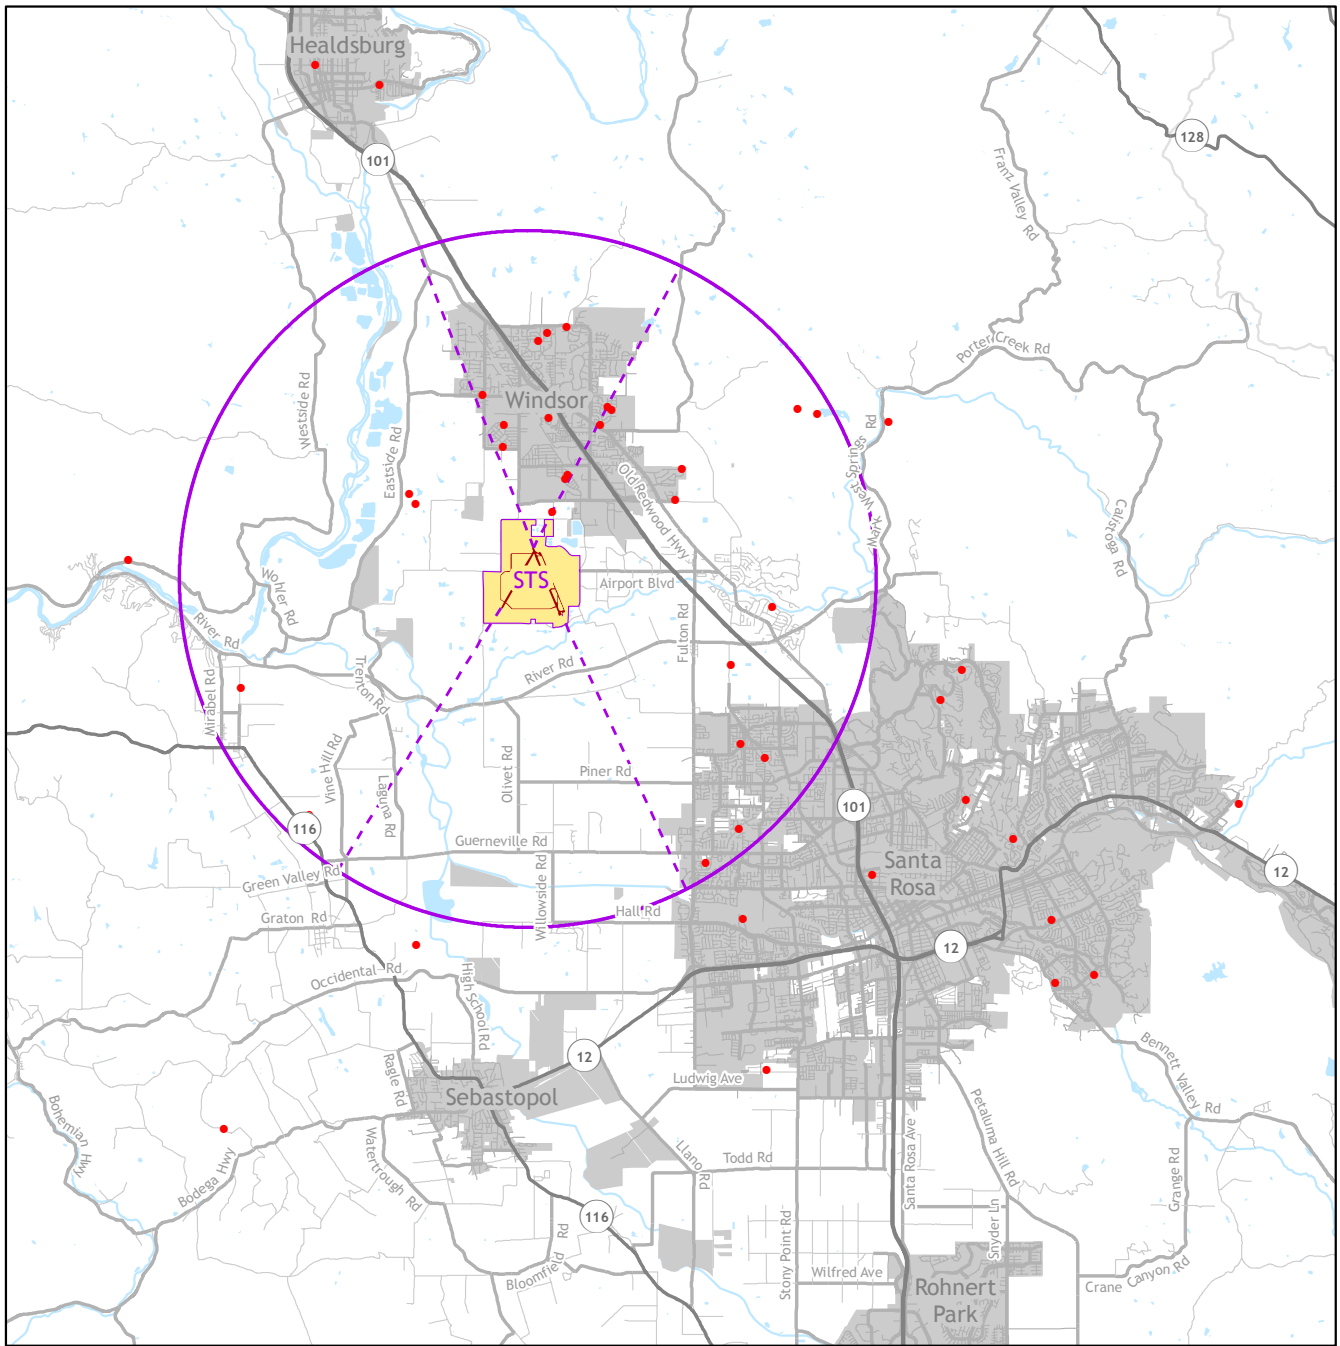 Healdsburg
101
128
Franz Valley Rd
Porter Creek Rd
Westside Rd
Windsor
Eastside Rd
Old Redwood Hwy
Mark West Springs Rd
Calistoga Rd
STS
Airport Blvd
Wohler Rd
River Rd
Fulton Rd
River Rd
Trenton Rd
Mirabel Rd
Vine Hill Rd
Laguna Rd
Olivet Rd
Piner Rd
101
116
Guerneville Rd
Santa
Rosa
12
Green Valley Rd
Willowside Rd
Hall Rd
Graton Rd
12
Occidental Rd
High School Rd
12
Ragle Rd
Sebastopol
Ludwig Ave
Bennett Valley Rd
Bohemian Hwy
Bodega Hwy
Watertrough Rd
Llano Rd
Todd Rd
Santa Rosa Ave
Petaluma Hill Rd
Grange Rd
116
Stony Point Rd
Snyder Ln
Bloomfield Rd
Wilfred Ave
Crane Canyon Rd
Rohnert
Park